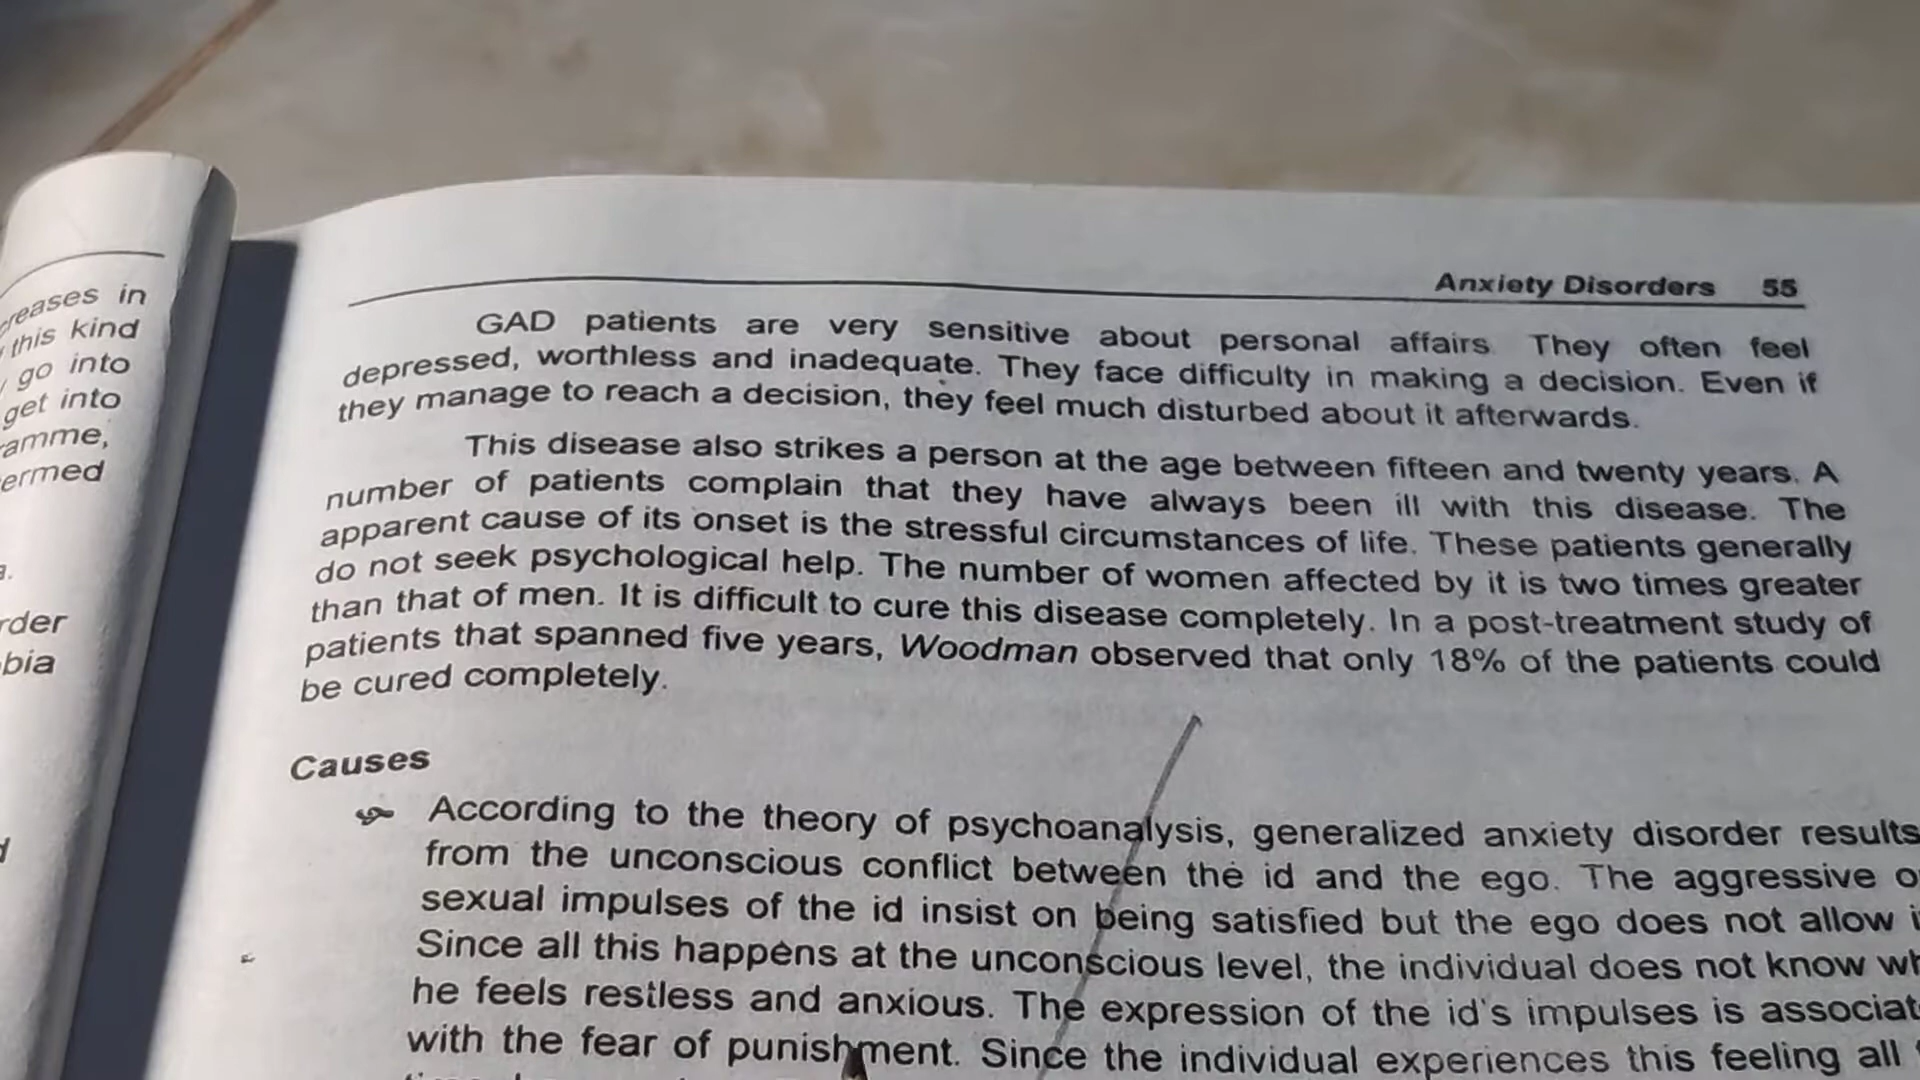 creases in
this kind
go into
get into
ramme,
ermed
rder
bia
Anxiety Disorders 55
GAD patients are very sensitive about personal affairs They often feel
depressed, worthless and inadequate. They face difficulty in making a decision. Even if
they manage to reach a decision, they feel much disturbed about it afterwards.
This disease also strikes a person at the age between fifteen and twenty years. A
number of patients complain that they have always been ill with this disease. The
apparent cause of its onset is the stressful circumstances of life. These patients generally
do not seek psychological help. The number of women affected by it is two times greater
than that of men. It is difficult to cure this disease completely. In a post-treatment study of
patients that spanned five years, Woodman observed that only 18% of the patients could
be cured completely.
Causes
According to the theory of psychoanalysis, generalized anxiety disorder results
from the unconscious conflict between the id and the ego. The aggressive o
sexual impulses of the id insist on being satisfied but the ego does not allow i
Since all this happens at the unconscious level, the individual does not know wh
he feels restless and anxious. The expression of the id's impulses is associat
with the fear of punishment. Since the individual experiences this feeling all